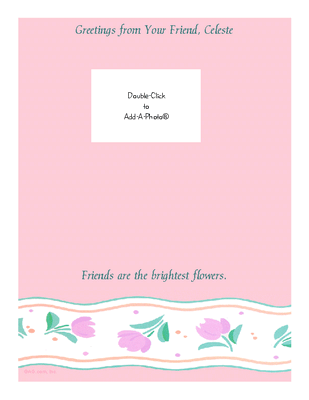 Greetings from Your Friend, Celeste
Double-Click
to
Add-A-Photo®
Friends are the brightest flowers.